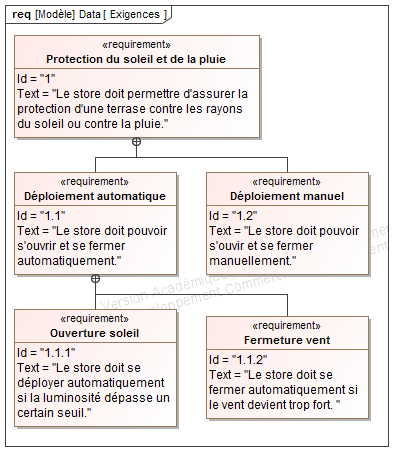 req [Modèle] Data [ Exigences ]
«requirement»
Protection du soleil et de la pluie
Id = "1"
Text = "Le store doit permettre d'assurer la
protection d'une terrase contre les rayons
du soleil ou contre la pluie."
«requirement»
Déploiement automatique
Id = "1.1"
Text = "Le store doit pouvoir
s'ouvrir et se fermer
automatiquement."
«requirement»
Déploiement manuel
Id = "1.2"
Text = "Le store doit pouvoir
s'ouvir et se fermer
manuellement."
«requirement»
Ouverture soleil
Id = "1.1.1"
Text = "Le store doit se
déployer automatiquement
si la luminosité dépasse un
certain seuil."
«requirement»
Fermeture vent
Id = "1.1.2"
Text = "Le store doit se
fermer automatiquement si
le vent devient trop fort. "
Version Académique